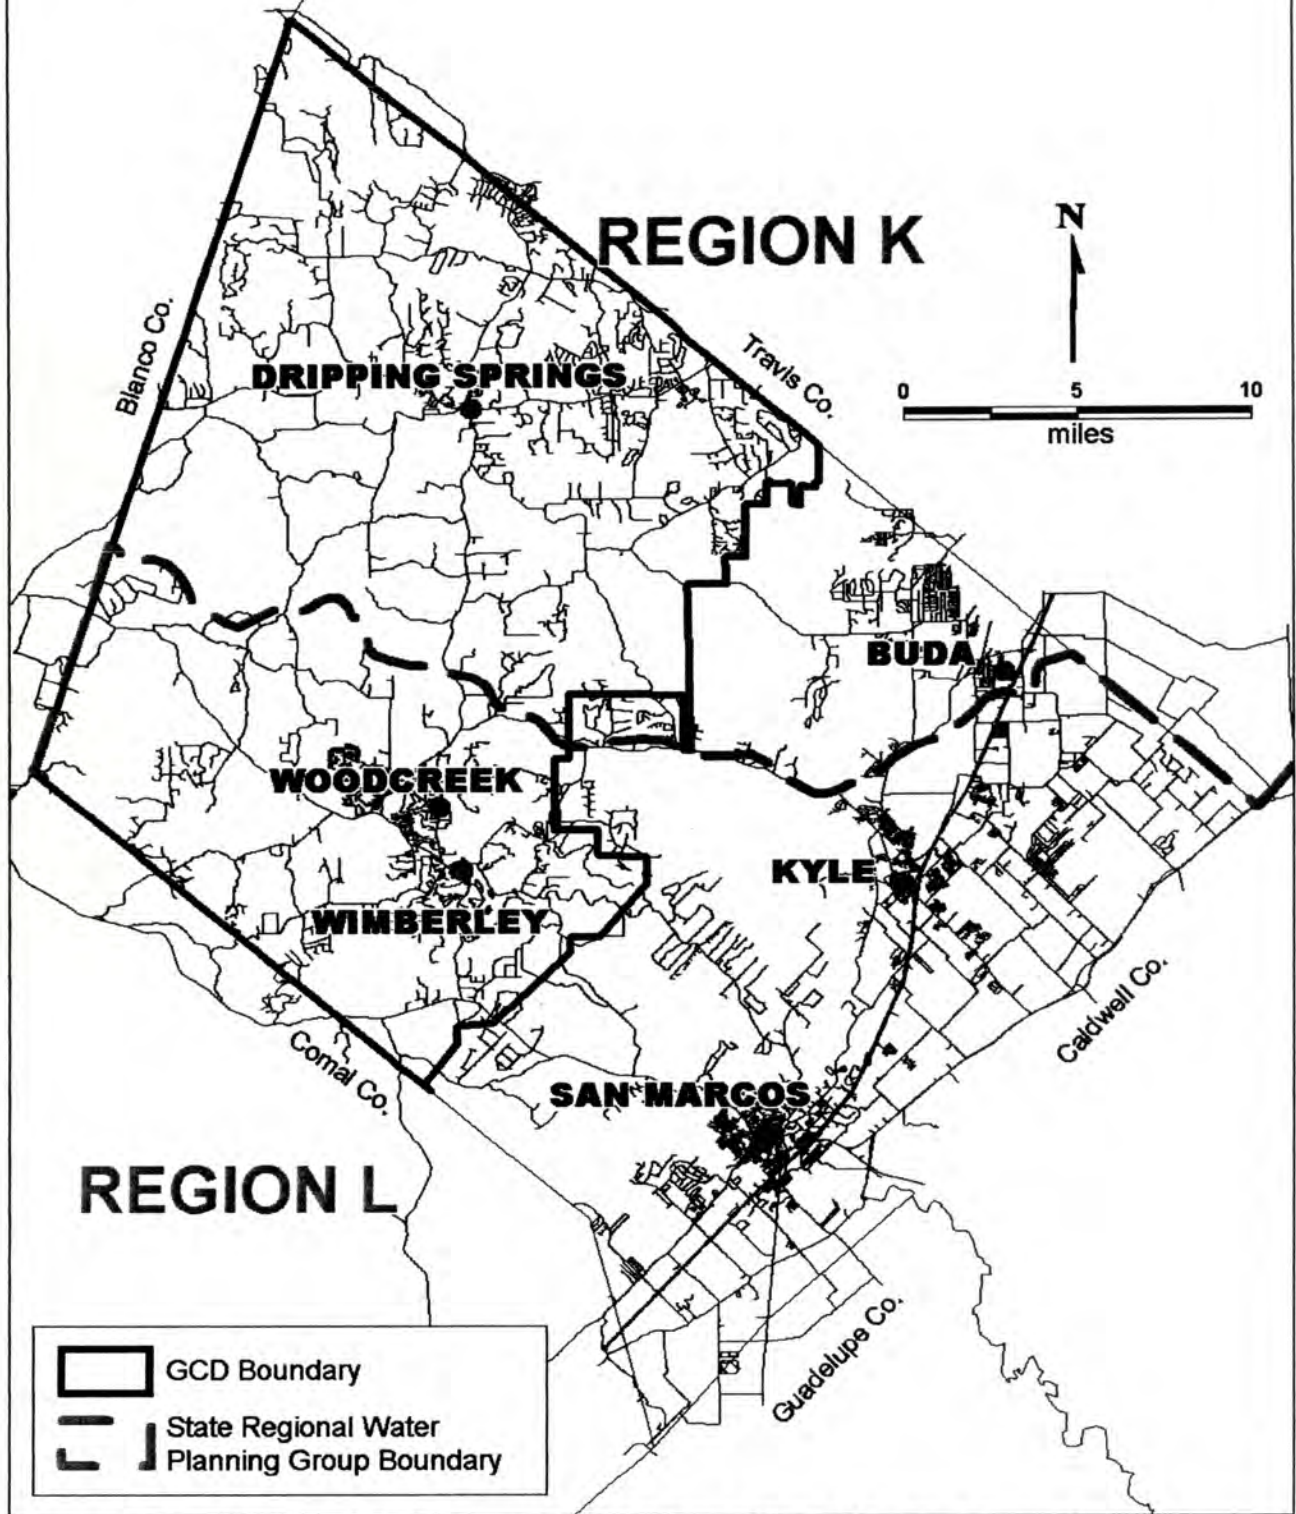 REGION K
N
Blanco Co.
Travis Co.
DRIPPING SPRINGS
0 5 10
miles
BUDA
WOODCREEK
KYLE
WIMBERLEY
Caldwell Co.
Comal Co.
SAN MARCOS
REGION L
Guadelupe Co.
GCD Boundary
State Regional Water
Planning Group Boundary